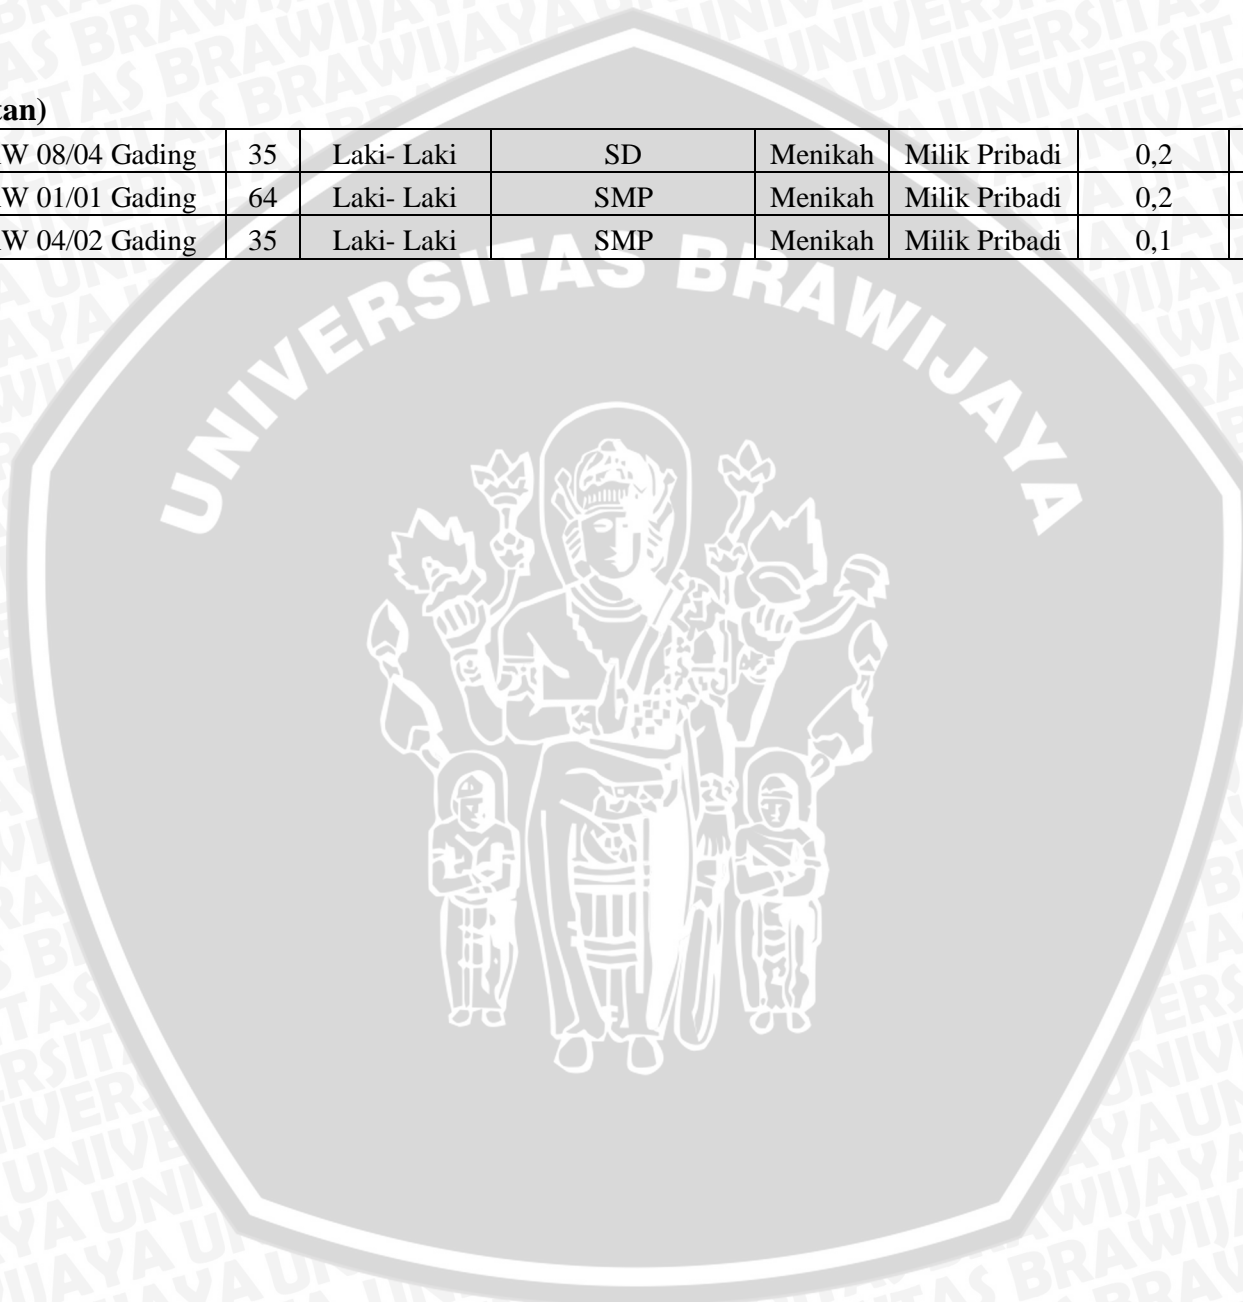 tan)
W 08/04 Gading 35 Laki- Laki SD Menikah Milik Pribadi 0,2
W 01/01 Gading 64 Laki- Laki SMP Menikah Milik Pribadi 0,2
W 04/02 Gading 35 Laki- Laki SMP Menikah Milik Pribadi 0,1
UNIVERSITAS BRAWIJAYA